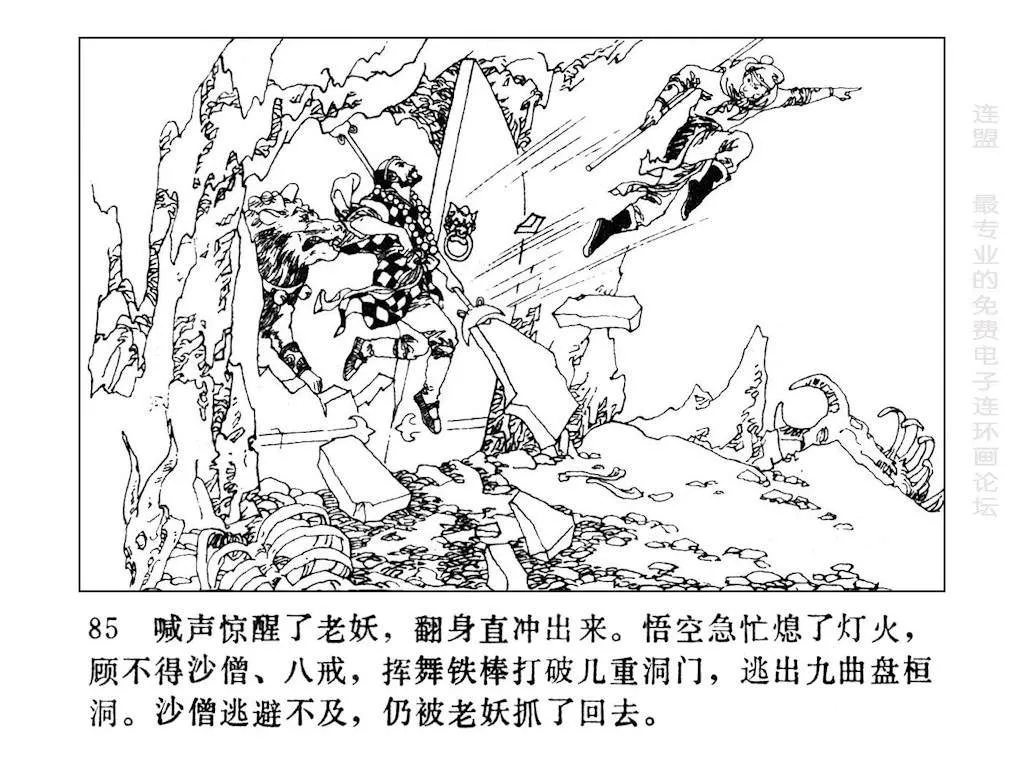 85 喊声惊醒了老妖，翻身直冲出来。悟空急忙熄了灯火，
顾不得沙僧、八戒，挥舞铁棒打破几重洞门，逃出九曲盘桓
洞。沙僧逃避不及，仍被老妖抓了回去。
连盟 最专业的免费电子连环画论坛